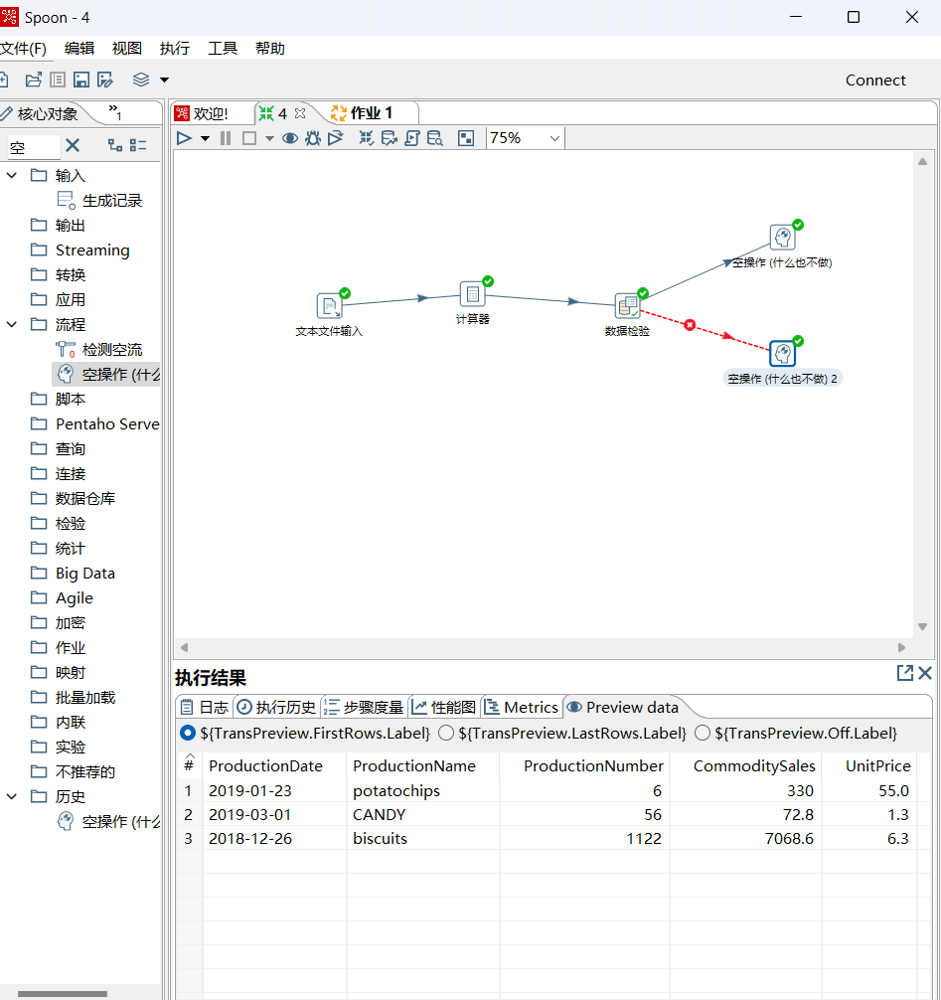 Spoon - 4
文件(F) 编辑 视图 执行 工具 帮助
Connect
核心对象
»1
空
输入
生成记录
输出
Streaming
转换
应用
流程
检测空流
空操作 (什么
脚本
Pentaho Serve
查询
连接
数据仓库
检验
统计
Big Data
Agile
加密
作业
映射
批量加载
内联
实验
不推荐的
历史
空操作 (什么
欢迎! 4 作业 1
75%
空操作 (什么也不做)
文本文件输入
计算器
数据检验
空操作 (什么也不做) 2
执行结果
日志 执行历史 步骤度量 性能图 Metrics Preview data
${TransPreview.FirstRows.Label} ${TransPreview.LastRows.Label} ${TransPreview.Off.Label}
# ProductionDate ProductionName ProductionNumber CommoditySales UnitPrice
1 2019-01-23 potatochips 6 330 55.0
2 2019-03-01 CANDY 56 72.8 1.3
3 2018-12-26 biscuits 1122 7068.6 6.3